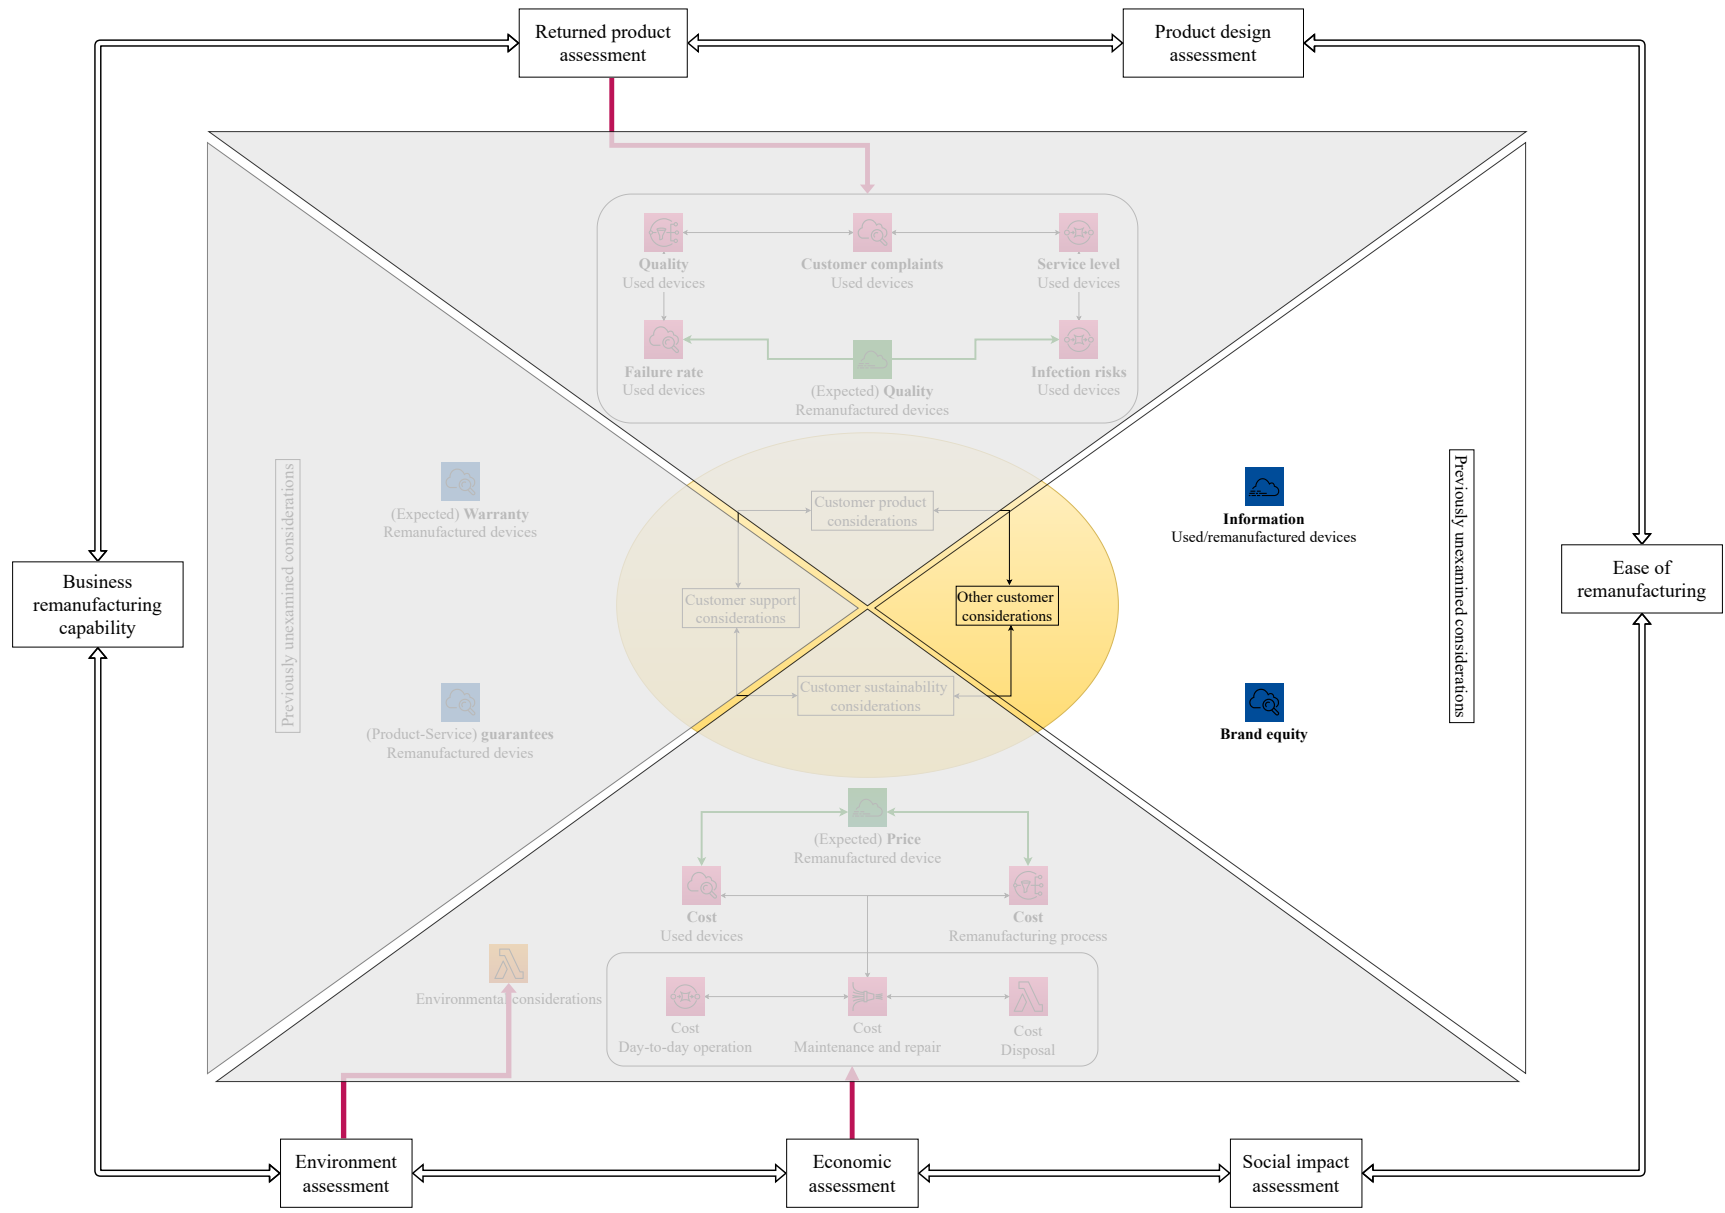 Returned product
assessment
Product design
assessment
Quality
Used devices
Customer complaints
Used devices
Service level
Used devices
Failure rate
Used devices
(Expected) Quality
Remanufactured devices
Infection risks
Used devices
Previously unexamined considerations
(Expected) Warranty
Remanufactured devices
Customer product
considerations
Information
Used/remanufactured devices
Previously unexamined considerations
Business
remanufacturing
capability
Customer support
considerations
Other customer
considerations
Ease of
remanufacturing
(Product-Service) guarantees
Remanufactured devies
Customer sustainability
considerations
Brand equity
(Expected) Price
Remanufactured device
Cost
Used devices
Cost
Remanufacturing process
Environmental considerations
Cost
Day-to-day operation
Cost
Maintenance and repair
Cost
Disposal
Environment
assessment
Economic
assessment
Social impact
assessment